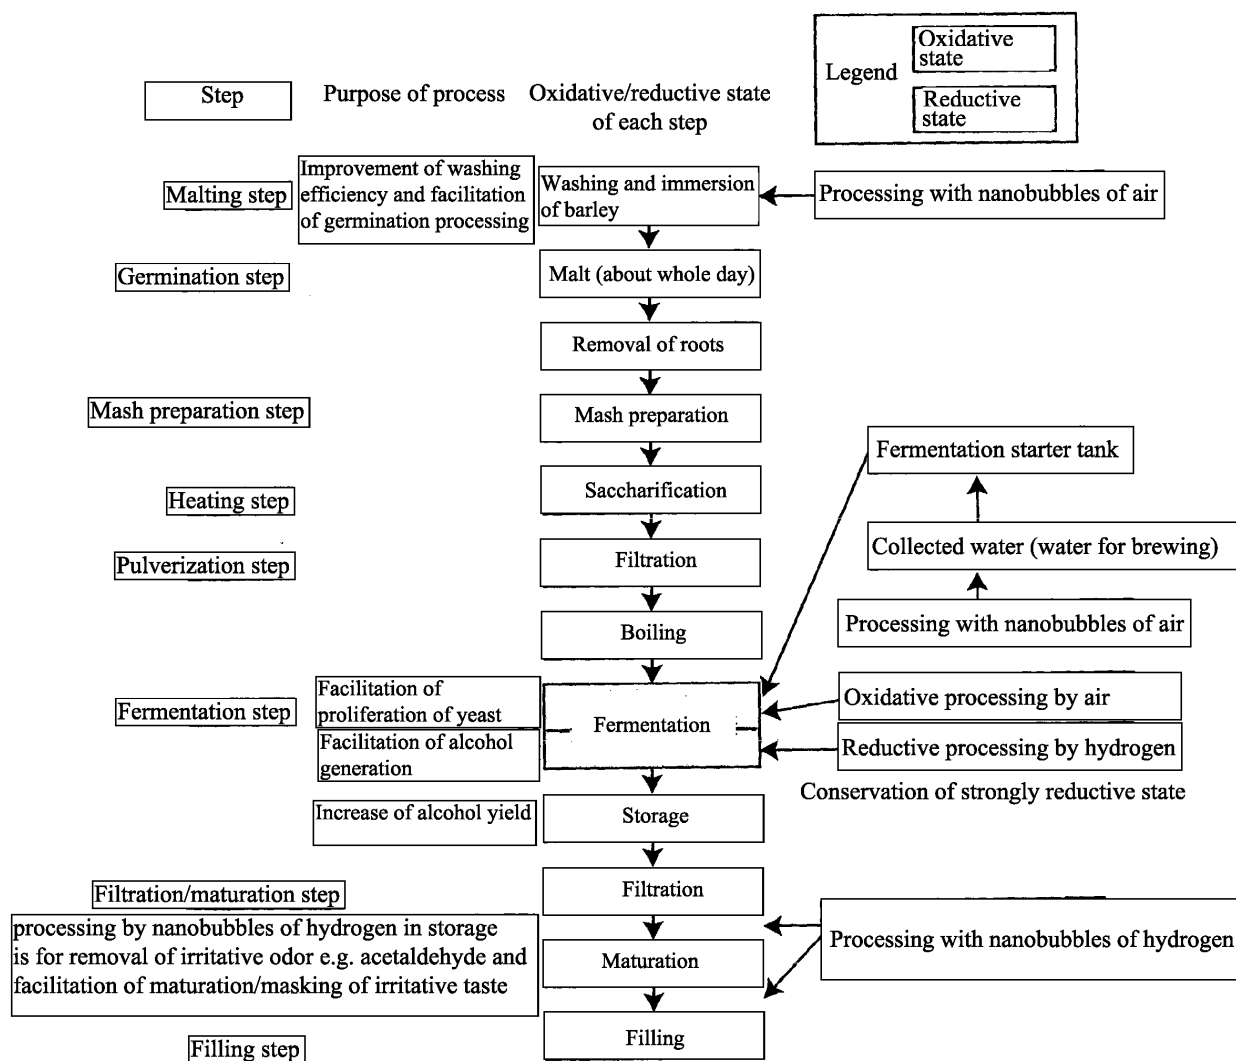 Legend
Oxidative
state
Reductive
state
Step
Purpose of process
Oxidative/reductive state
of each step
Malting step
Improvement of washing
efficiency and facilitation
of germination processing
Washing and immersion
of barley
Processing with nanobubbles of air
Germination step
Malt (about whole day)
Removal of roots
Mash preparation step
Mash preparation
Fermentation starter tank
Heating step
Saccharification
Collected water (water for brewing)
Pulverization step
Filtration
Processing with nanobubbles of air
Boiling
Fermentation step
Facilitation of
proliferation of yeast
Facilitation of alcohol
generation
Fermentation
Oxidative processing by air
Reductive processing by hydrogen
Conservation of strongly reductive state
Increase of alcohol yield
Storage
Filtration/maturation step
Filtration
processing by nanobubbles of hydrogen in storage
is for removal of irritative odor e.g. acetaldehyde and
facilitation of maturation/masking of irritative taste
Maturation
Processing with nanobubbles of hydrogen
Filling step
Filling